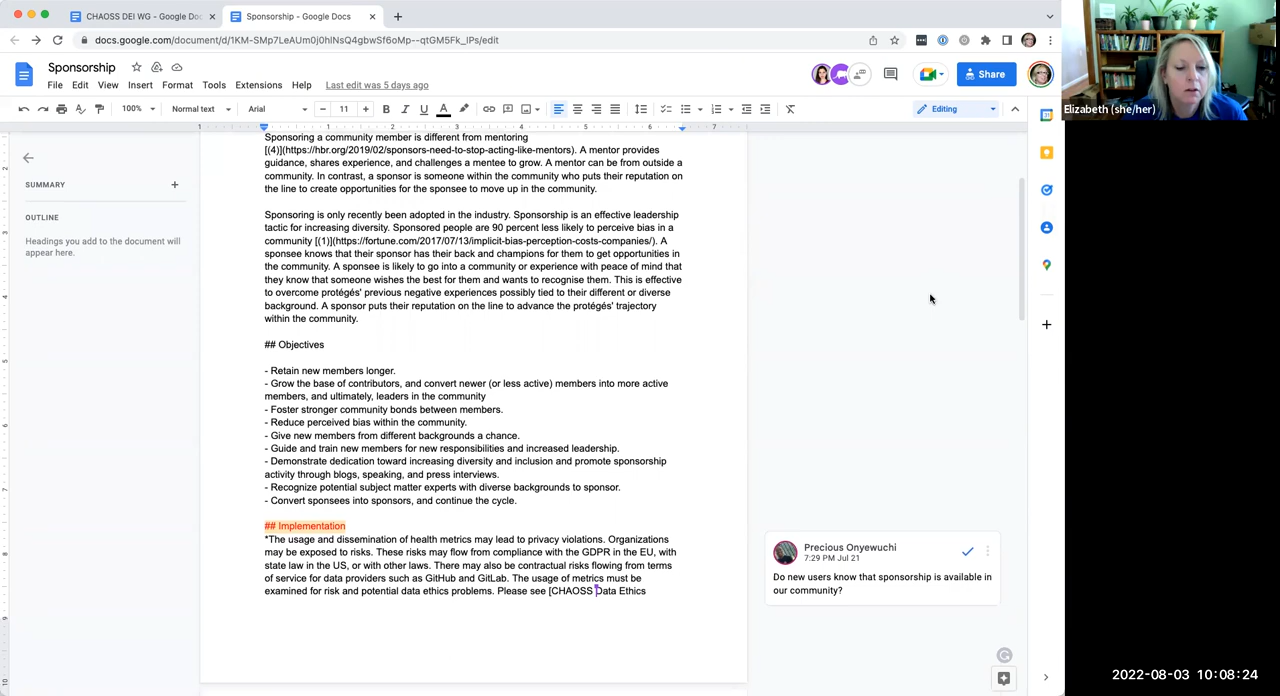 CHAOSS DEI WG - Google Doc
Sponsorship - Google Docs
docs.google.com/document/d/1KM-SMp7LeAUm0j0hINsQ4gbwSf6oMp--qtGM5Fk_IPs/edit
Sponsorship
File Edit View Insert Format Tools Extensions Help
Last edit was 5 days ago
Share
100% Normal text Arial 11 Editing
Elizabeth (she/her)
1 1 2 3 4 5 6 7
SUMMARY
OUTLINE
Headings you add to the document will
appear here.
Sponsoring a community member is different from mentoring
[(4)](https://hbr.org/2019/02/sponsors-need-to-stop-acting-like-mentors). A mentor provides
guidance, shares experience, and challenges a mentee to grow. A mentor can be from outside a
community. In contrast, a sponsor is someone within the community who puts their reputation on
the line to create opportunities for the sponsee to move up in the community.
Sponsoring is only recently been adopted in the industry. Sponsorship is an effective leadership
tactic for increasing diversity. Sponsored people are 90 percent less likely to perceive bias in a
community [(1)](https://fortune.com/2017/07/13/implicit-bias-perception-costs-companies/). A
sponsee knows that their sponsor has their back and champions for them to get opportunities in
the community. A sponsee is likely to go into a community or experience with peace of mind that
they know that someone wishes the best for them and wants to recognise them. This is effective
to overcome protégés' previous negative experiences possibly tied to their different or diverse
background. A sponsor puts their reputation on the line to advance the protégés' trajectory
within the community.
## Objectives
- Retain new members longer.
- Grow the base of contributors, and convert newer (or less active) members into more active
members, and ultimately, leaders in the community
- Foster stronger community bonds between members.
- Reduce perceived bias within the community.
- Give new members from different backgrounds a chance.
- Guide and train new members for new responsibilities and increased leadership.
- Demonstrate dedication toward increasing diversity and inclusion and promote sponsorship
activity through blogs, speaking, and press interviews.
- Recognize potential subject matter experts with diverse backgrounds to sponsor.
- Convert sponsees into sponsors, and continue the cycle.
## Implementation
*The usage and dissemination of health metrics may lead to privacy violations. Organizations
may be exposed to risks. These risks may flow from compliance with the GDPR in the EU, with
state law in the US, or with other laws. There may also be contractual risks flowing from terms
of service for data providers such as GitHub and GitLab. The usage of metrics must be
examined for risk and potential data ethics problems. Please see [CHAOSS Data Ethics
Precious Onyewuchi
7:29 PM Jul 21
Do new users know that sponsorship is available in
our community?
2022-08-03 10:08:24